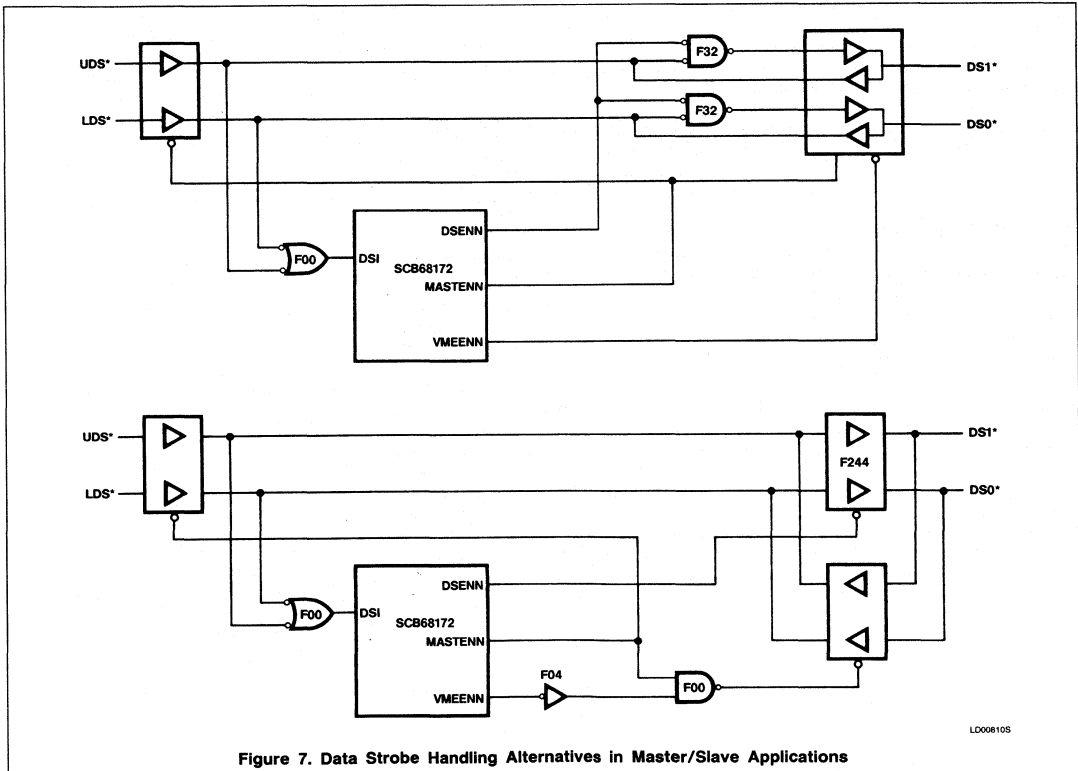 UDS*
F32
DS1*
LDS*
F32
DS0*
DSENN
F00
DSI
SCB68172
MASTENN
VMEENN
UDS*
F244
DS1*
LDS*
DS0*
DSENN
F00
DSI
SCB68172
MASTENN
F04
VMEENN
F00
LD00810S
Figure 7. Data Strobe Handling Alternatives in Master/Slave Applications